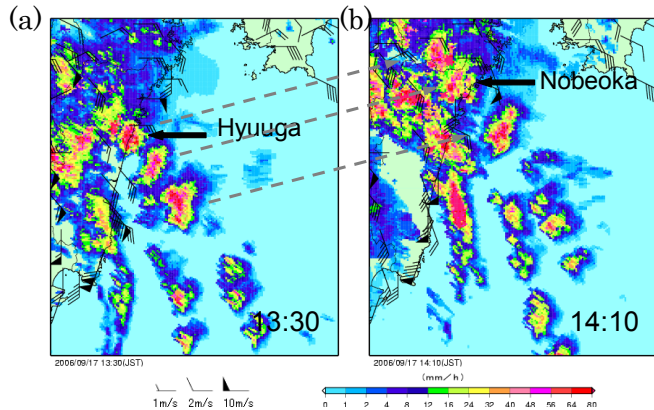 (a)
(b)
Nobeoka
Hyuuga
13:30
14:10
2006/09/17 13:30(JST)
2006/09/17 14:10(JST)
(mm/h)
1m/s 2m/s 10m/s
0 1 2 4 8 12 16 24 32 40 48 56 64 80